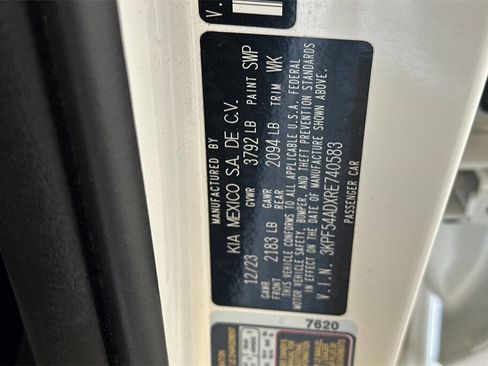 MANUFACTURED BY
KIA MEXICO S.A. DE C.V.
12/23 GVWR 3792 LB PAINT SWP
GAWR FRONT 2183 LB GAWR REAR 2094 LB TRIM WK
THIS VEHICLE CONFORMS TO ALL APPLICABLE U.S.A. FEDERAL
MOTOR VEHICLE SAFETY, BUMPER, AND THEFT PREVENTION STANDARDS
IN EFFECT ON THE DATE OF MANUFACTURE SHOWN ABOVE.
V.I.N. 3KPF54ADXRE740583
PASSENGER CAR
7620